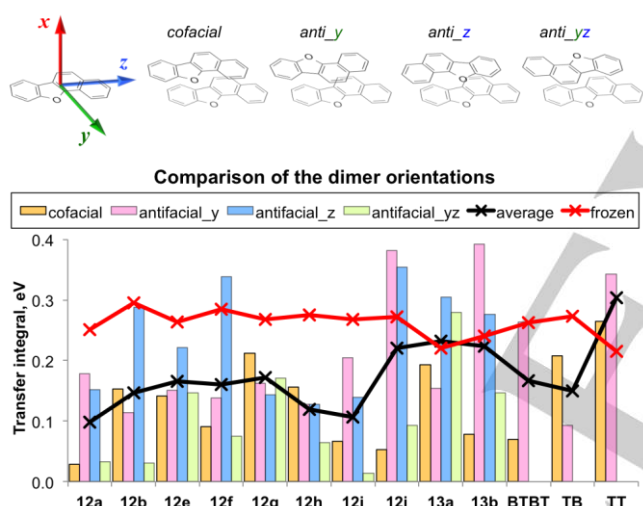 x
z
y
cofacial anti_y anti_z anti_yz
Comparison of the dimer orientations
cofacial antifacial_y antifacial_z antifacial_yz average frozen
Transfer integral, eV
0.4
0.3
0.2
0.1
0.0
12a 12b 12e 12f 12g 12h 12i 12j 13a 13b BTBT TB TT